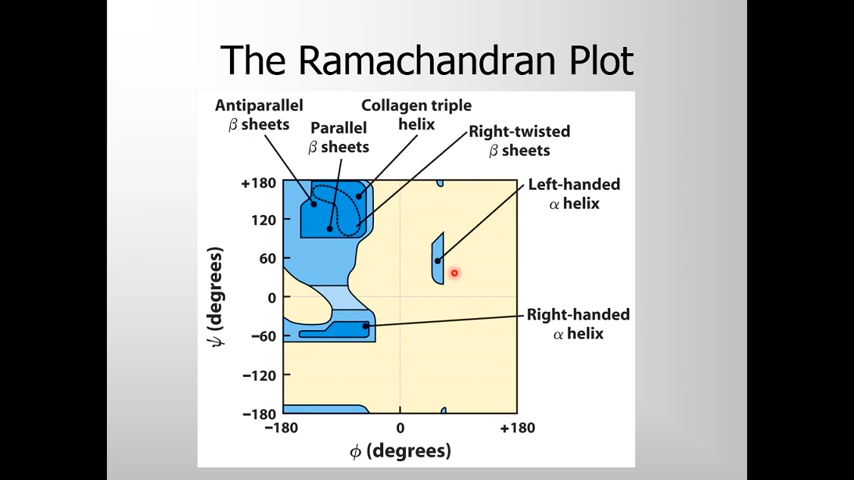 The Ramachandran Plot
Antiparallel
β sheets
Parallel
β sheets
Collagen triple
helix
Right-twisted
β sheets
Left-handed
α helix
Right-handed
α helix
+180
120
60
0
−60
−120
−180
ψ (degrees)
−180
0
+180
ϕ (degrees)